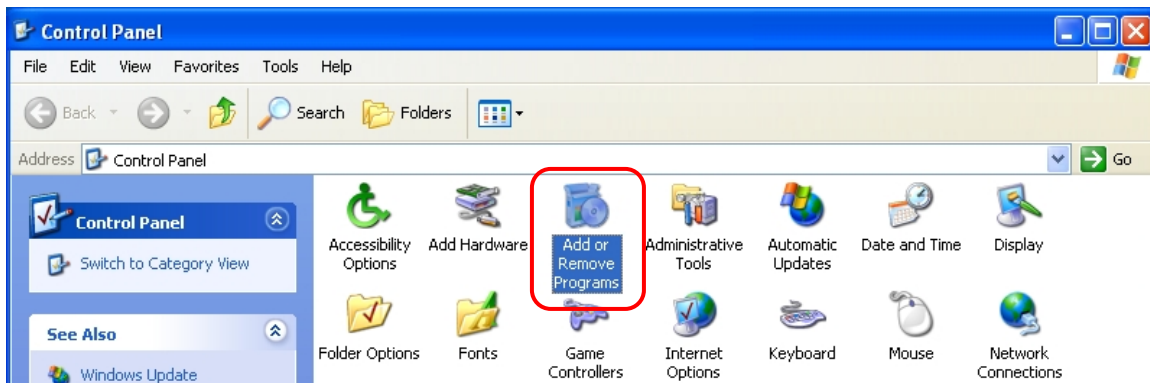 Control Panel
File Edit View Favorites Tools Help
Back Search Folders
Address Control Panel Go
Control Panel
Switch to Category View
See Also
Windows Update
Accessibility Options
Add Hardware
Add or Remove Programs
Administrative Tools
Automatic Updates
Date and Time
Display
Folder Options
Fonts
Game Controllers
Internet Options
Keyboard
Mouse
Network Connections